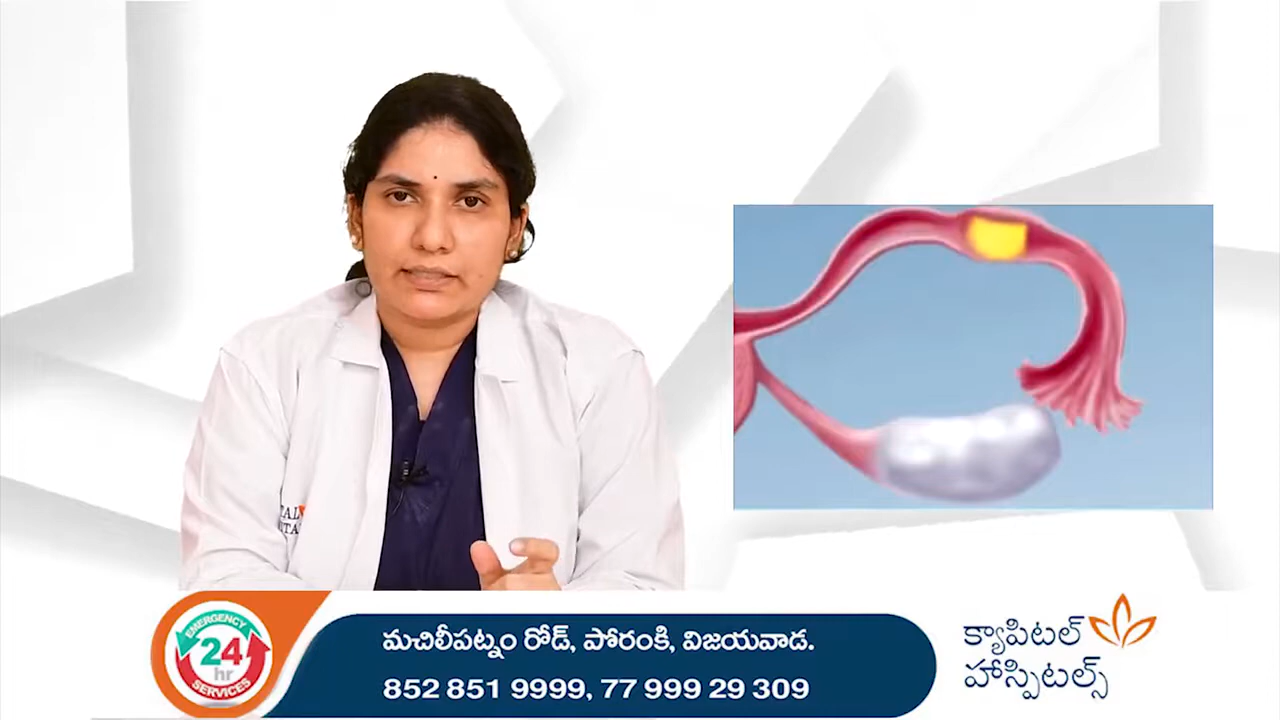 EMERGENCY
24
hr
SERVICES
మచిలీపట్నం రోడ్, పోరంకి, విజయవాడ.
852 851 9999, 77 999 29 309
క్యాపిటల్
హాస్పిటల్స్